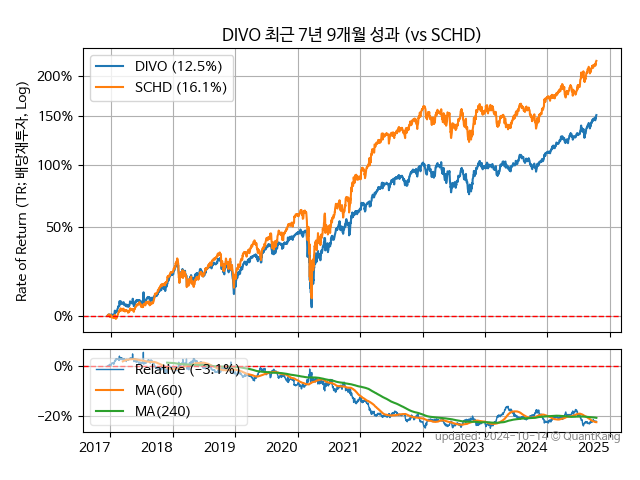 DIVO 최근 7년 9개월 성과 (vs SCHD)
Rate of Return (TR; 배당재투자, Log)
DIVO (12.5%)
SCHD (16.1%)
200%
150%
100%
50%
0%
0%
−20%
Relative (−3.1%)
MA(60)
MA(240)
updated: 2024-10-14 © QuantKang
2017 2018 2019 2020 2021 2022 2023 2024 2025